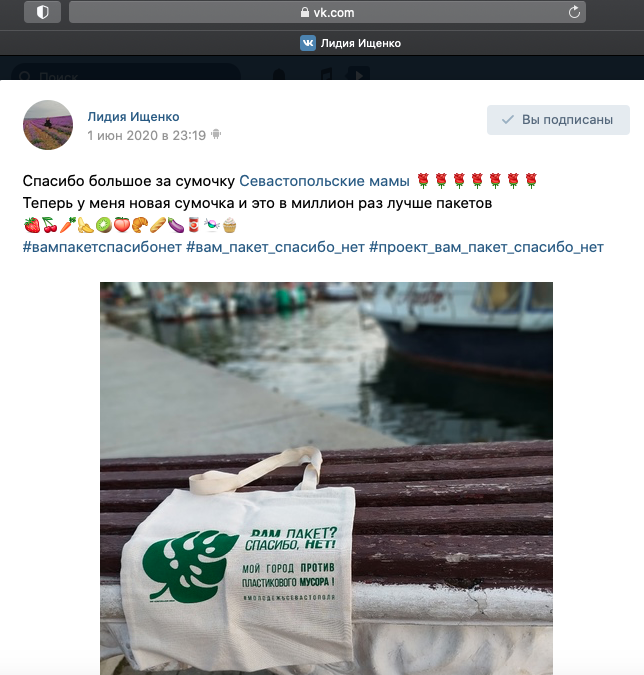 vk.com
Лидия Ищенко
Поиск
Лидия Ищенко
1 июн 2020 в 23:19
Вы подписаны
Спасибо большое за сумочку Севастопольские мамы 🌹🌹🌹🌹🌹🌹🌹
Теперь у меня новая сумочка и это в миллион раз лучше пакетов
🍓🍒🥕🍌🥝🍑🥐🥖🍆🥫🍬🧁
#вампакетспасибонет #вам_пакет_спасибо_нет #проект_вам_пакет_спасибо_нет
ВАМ ПАКЕТ?
СПАСИБО, НЕТ!
МОЙ ГОРОД ПРОТИВ
ПЛАСТИКОВОГО МУСОРА !
#МОЛОДЕЖЬСЕВАСТОПОЛЯ